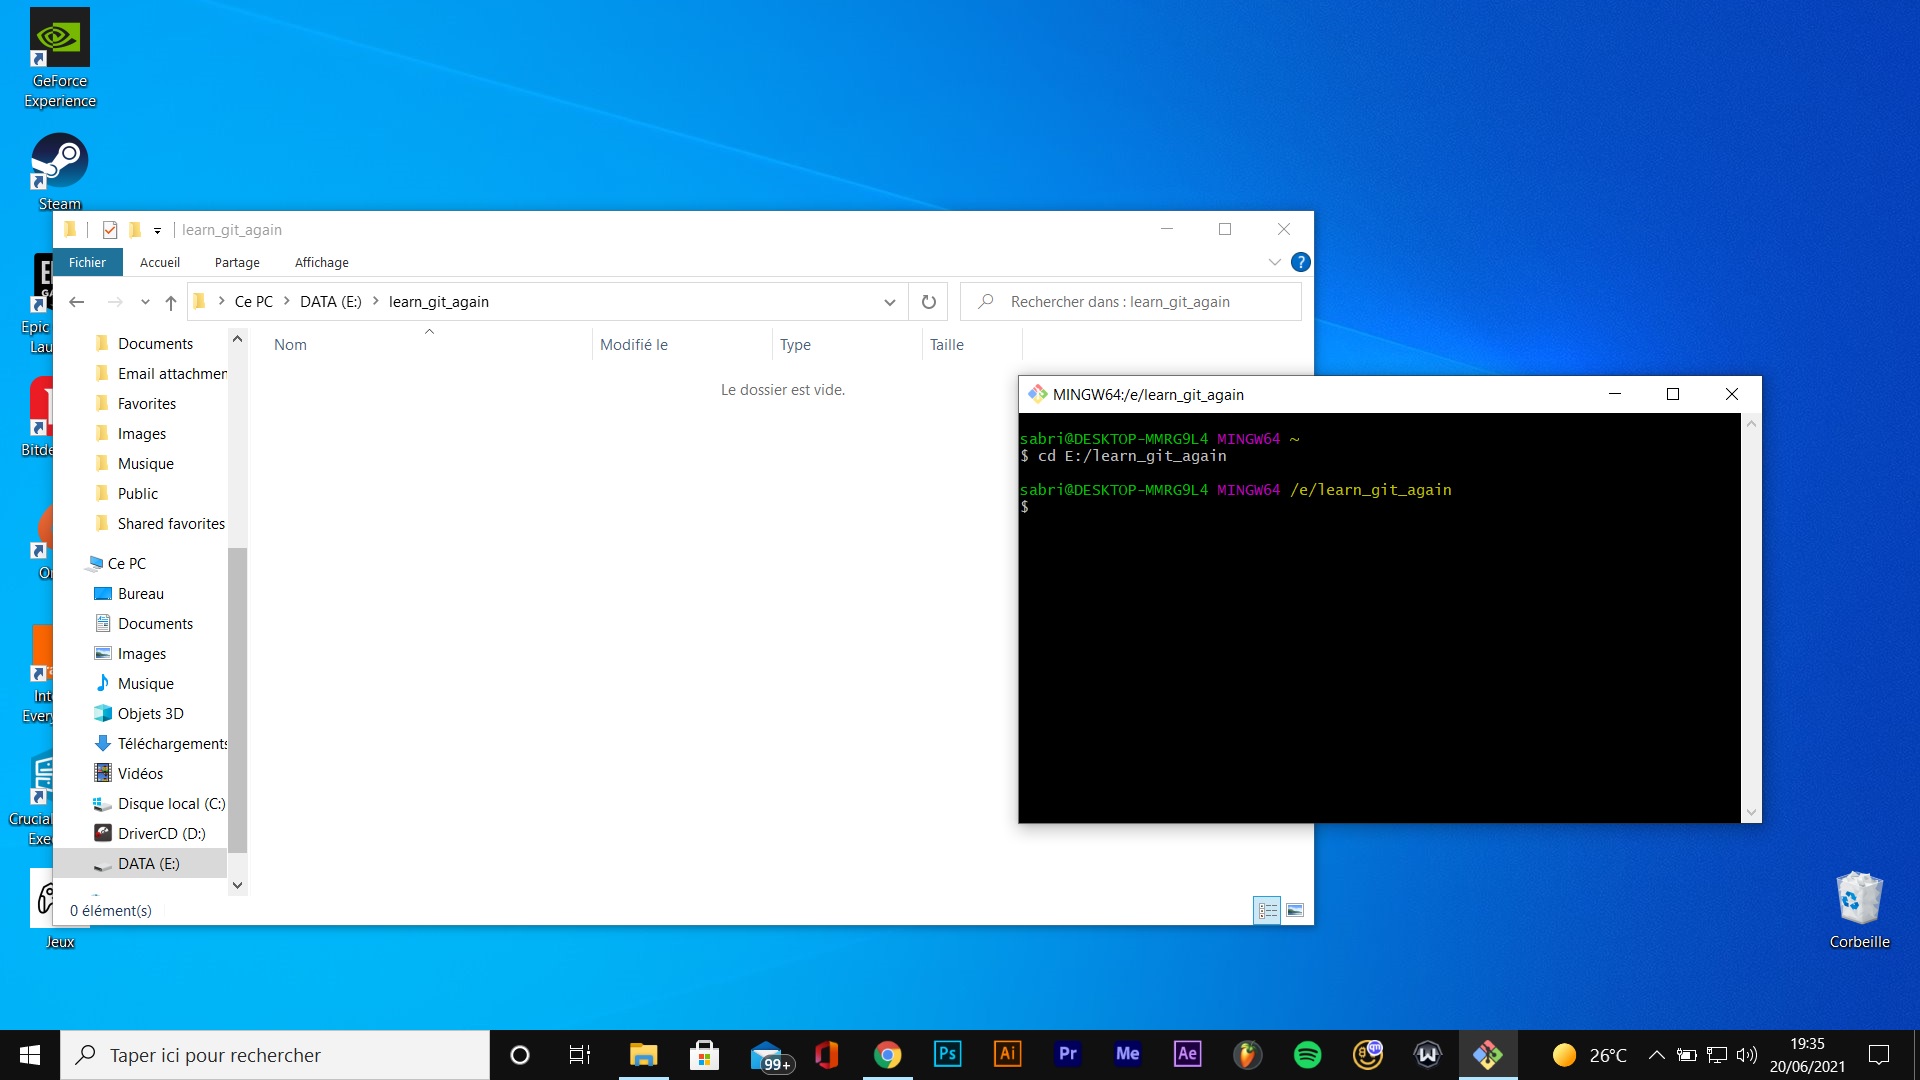 GeForce
Experience
Steam
Epic
Lau
Bitde
Or
Int
Every
Crucial
Exe
Jeux
learn_git_again
Fichier
Accueil
Partage
Affichage
?
Ce PC
DATA (E:)
learn_git_again
Rechercher dans : learn_git_again
Nom
Modifié le
Type
Taille
Le dossier est vide.
Documents
Email attachmen
Favorites
Images
Musique
Public
Shared favorites
Ce PC
Bureau
Documents
Images
Musique
Objets 3D
Téléchargements
Vidéos
Disque local (C:)
DriverCD (D:)
DATA (E:)
0 élément(s)
MINGW64:/e/learn_git_again
sabri@DESKTOP-MMRG9L4 MINGW64 ~
$ cd E:/learn_git_again
sabri@DESKTOP-MMRG9L4 MINGW64 /e/learn_git_again
$
Corbeille
Taper ici pour rechercher
99+
Ps
Ai
Pr
Me
Ae
26°C
19:35
20/06/2021